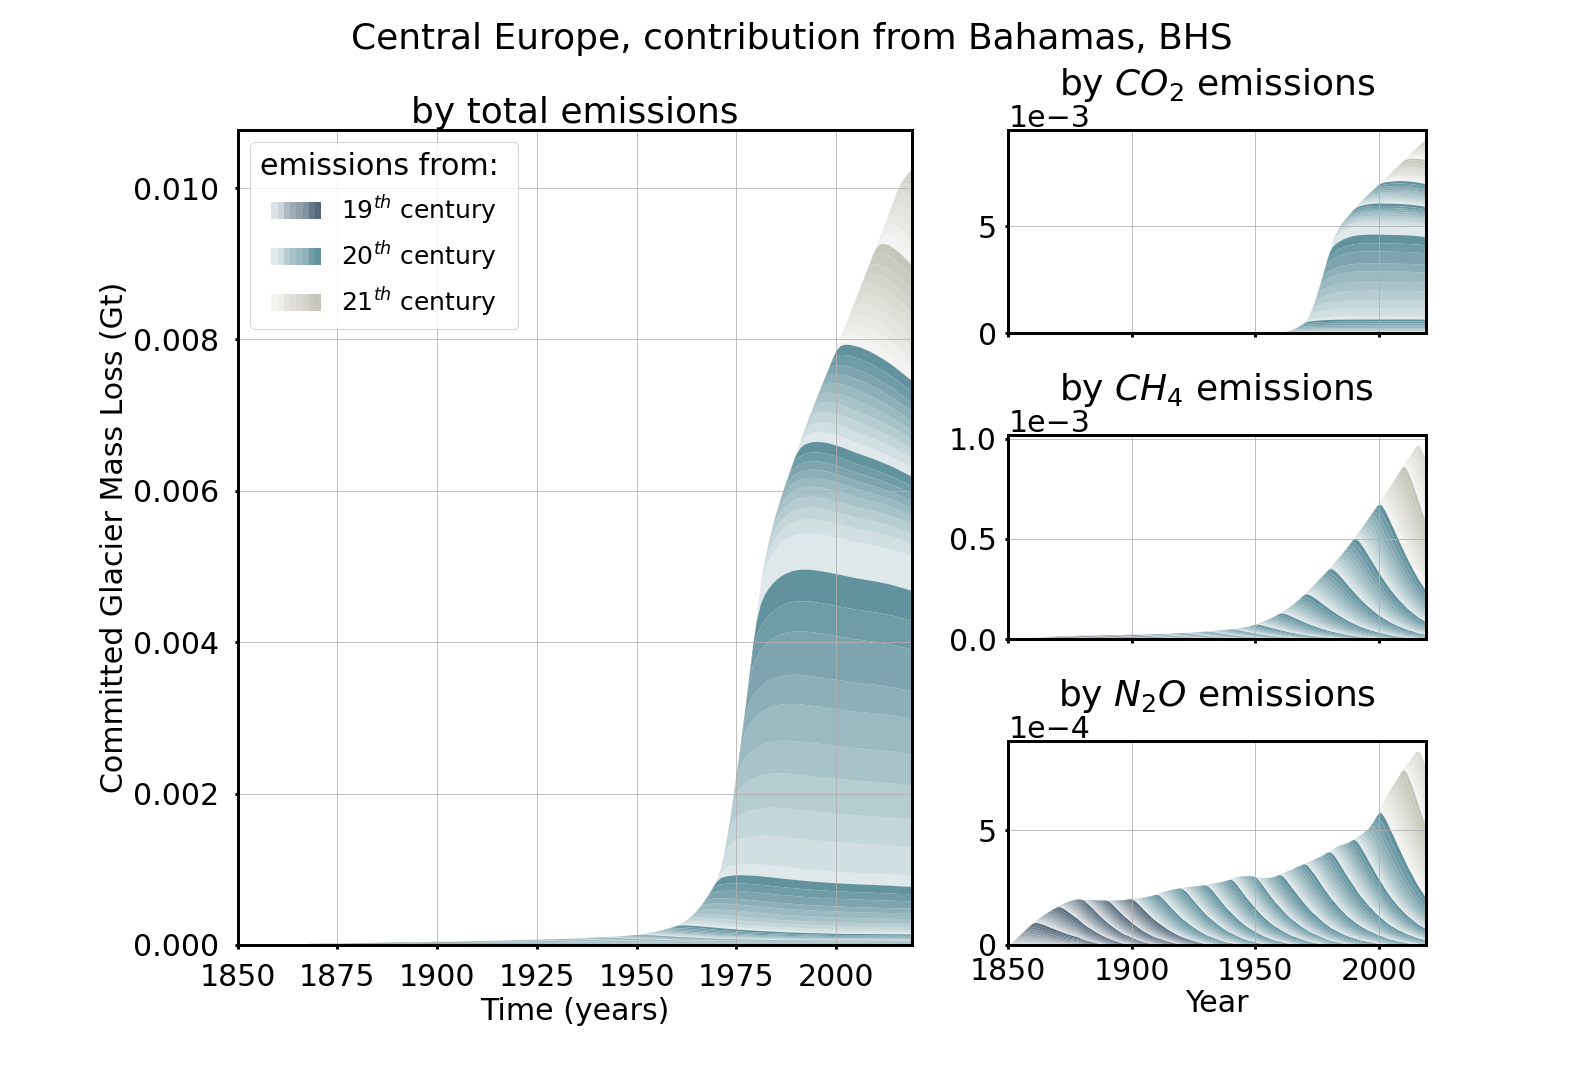 Central Europe, contribution from Bahamas, BHS
by total emissions
emissions from:
19th century
20th century
21th century
Committed Glacier Mass Loss (Gt)
0.010
0.008
0.006
0.004
0.002
0.000
1850 1875 1900 1925 1950 1975 2000
Time (years)
by CO2 emissions
1e−3
5
0
by CH4 emissions
1e−3
1.0
0.5
0.0
by N2O emissions
1e−4
5
0
1850 1900 1950 2000
Year